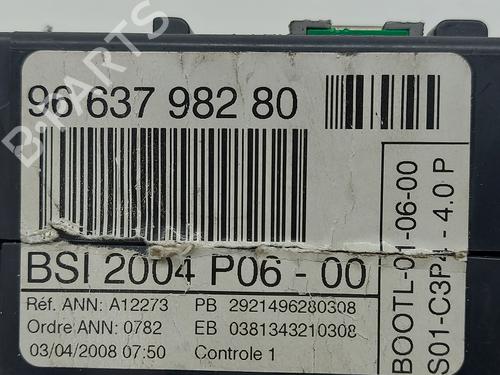 96 637 982 80
BSI 2004 P06 - 00
Réf. ANN: A12273 PB 2921496280308
Ordre ANN: 0782 EB 0381343210308
03/04/2008 07:50 Controle 1
BOOTL-01-06-00
S01-C3P4 - 4.0 P
B-PARTS